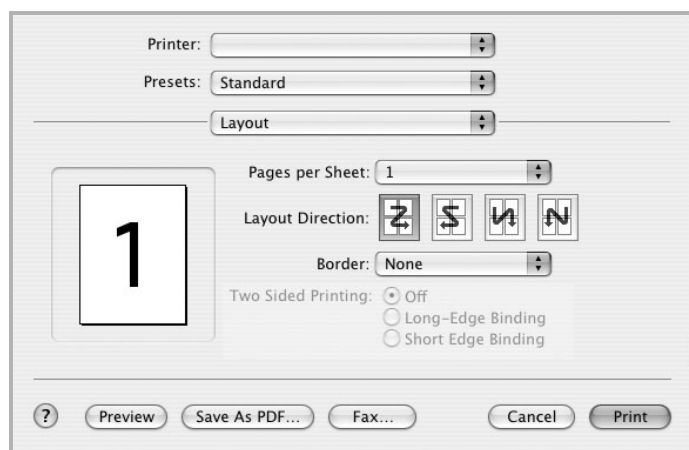 Printer:
Presets: Standard
Layout
Pages per Sheet: 1
Layout Direction:
1
Border: None
Two Sided Printing: Off
Long-Edge Binding
Short Edge Binding
? Preview Save As PDF... Fax... Cancel Print